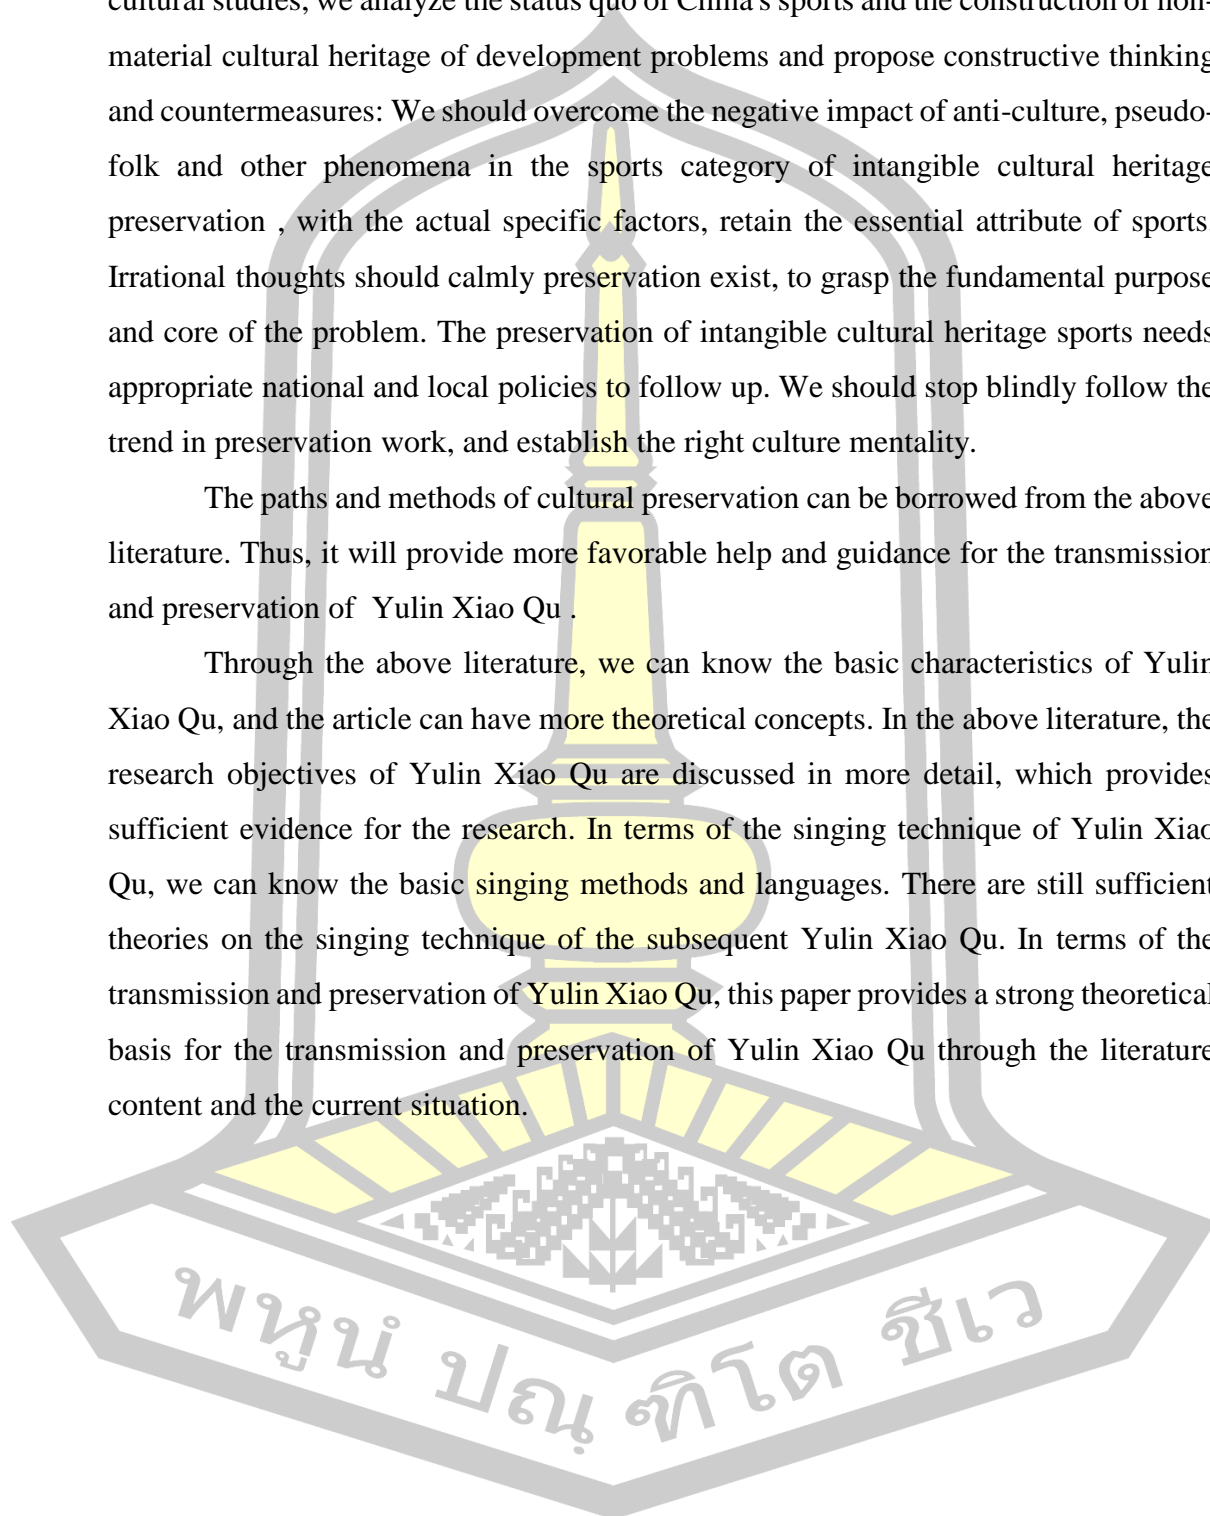 cultural studies, we analyze the status quo of China's sports and the construction of non-
material cultural heritage of development problems and propose constructive thinking
and countermeasures: We should overcome the negative impact of anti-culture, pseudo-
folk and other phenomena in the sports category of intangible cultural heritage
preservation , with the actual specific factors, retain the essential attribute of sports.
Irrational thoughts should calmly preservation exist, to grasp the fundamental purpose
and core of the problem. The preservation of intangible cultural heritage sports needs
appropriate national and local policies to follow up. We should stop blindly follow the
trend in preservation work, and establish the right culture mentality.
The paths and methods of cultural preservation can be borrowed from the above
literature. Thus, it will provide more favorable help and guidance for the transmission
and preservation of Yulin Xiao Qu .
Through the above literature, we can know the basic characteristics of Yulin
Xiao Qu, and the article can have more theoretical concepts. In the above literature, the
research objectives of Yulin Xiao Qu are discussed in more detail, which provides
sufficient evidence for the research. In terms of the singing technique of Yulin Xiao
Qu, we can know the basic singing methods and languages. There are still sufficient
theories on the singing technique of the subsequent Yulin Xiao Qu. In terms of the
transmission and preservation of Yulin Xiao Qu, this paper provides a strong theoretical
basis for the transmission and preservation of Yulin Xiao Qu through the literature
content and the current situation.
พหูนํ ปณฺฑิโต ชีเว